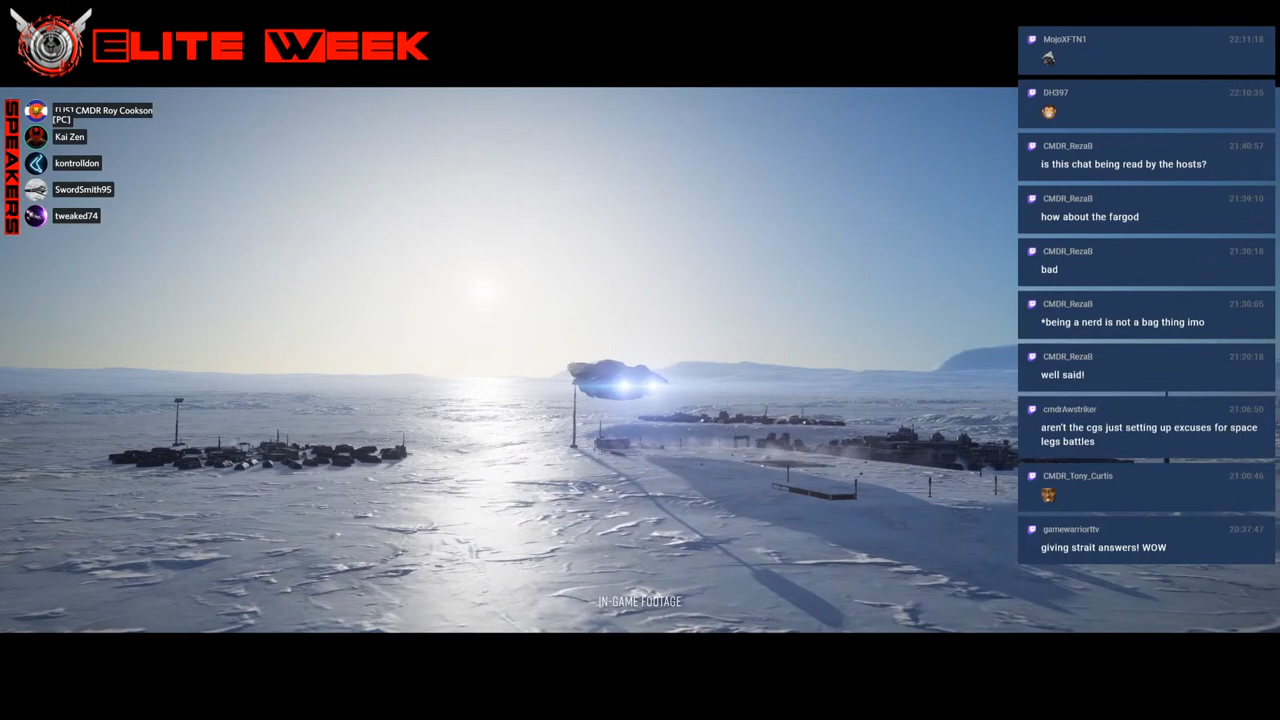 ELITE WEEK
SPEAKERS
[US] CMDR Roy Cookson
[PC]
Kai Zen
kontrolldon
SwordSmith95
tweaked74
MojoXFTN1 22:11:18
DH397 22:10:35
CMDR_RezaB 21:40:57
is this chat being read by the hosts?
CMDR_RezaB 21:39:10
how about the fargod
CMDR_RezaB 21:30:18
bad
CMDR_RezaB 21:30:05
*being a nerd is not a bag thing imo
CMDR_RezaB 21:20:18
well said!
cmdrAwstriker 21:06:50
aren't the cgs just setting up excuses for space
legs battles
CMDR_Tony_Curtis 21:00:46
gamewarriorttv 20:37:47
giving strait answers! WOW
IN-GAME FOOTAGE